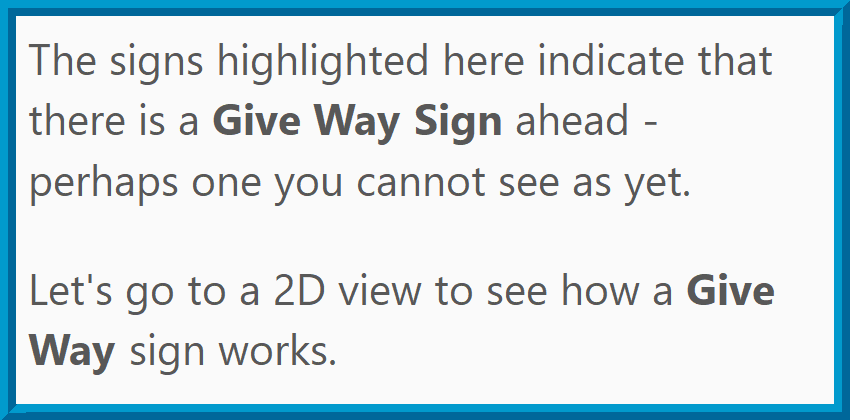 The signs highlighted here indicate that
there is a Give Way Sign ahead -
perhaps one you cannot see as yet.
Let's go to a 2D view to see how a Give
Way sign works.